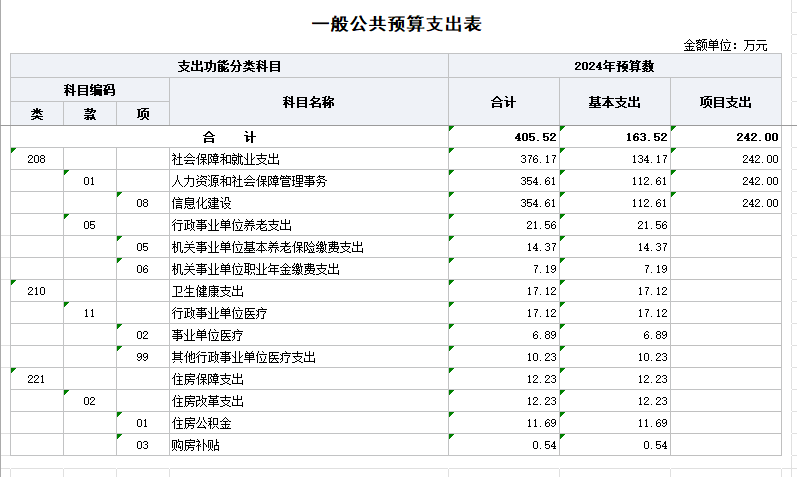 一般公共预算支出表
金额单位：万元
支出功能分类科目 2024年预算数
科目编码 科目名称 合计 基本支出 项目支出
类 款 项
合 计 405.52 163.52 242.00
208 社会保障和就业支出 376.17 134.17 242.00
01 人力资源和社会保障管理事务 354.61 112.61 242.00
08 信息化建设 354.61 112.61 242.00
05 行政事业单位养老支出 21.56 21.56
05 机关事业单位基本养老保险缴费支出 14.37 14.37
06 机关事业单位职业年金缴费支出 7.19 7.19
210 卫生健康支出 17.12 17.12
11 行政事业单位医疗 17.12 17.12
02 事业单位医疗 6.89 6.89
99 其他行政事业单位医疗支出 10.23 10.23
221 住房保障支出 12.23 12.23
02 住房改革支出 12.23 12.23
01 住房公积金 11.69 11.69
03 购房补贴 0.54 0.54